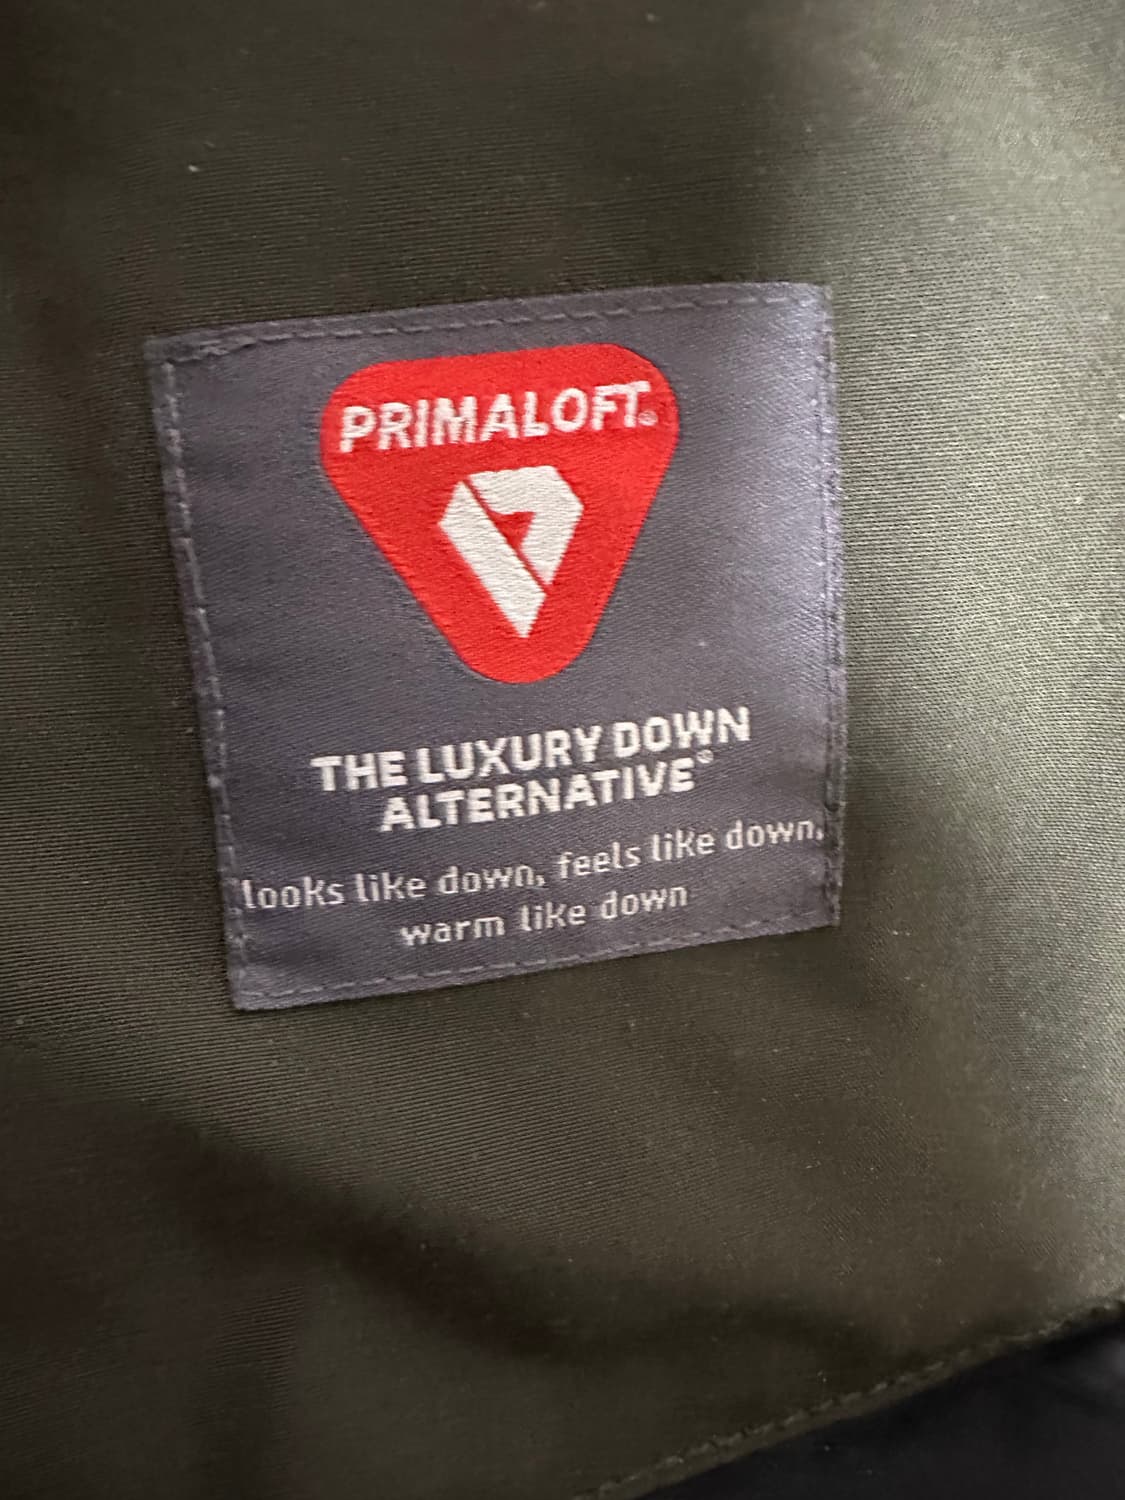 PRIMALOFT®
THE LUXURY DOWN
ALTERNATIVE®
looks like down, feels like down,
warm like down